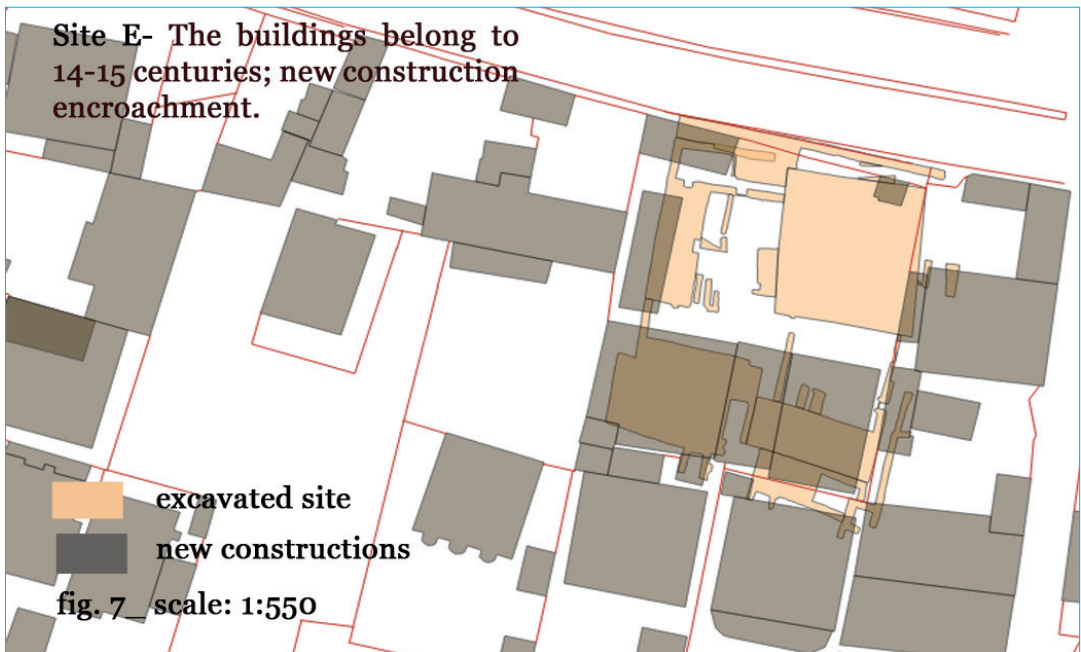 Site E- The buildings belong to
14-15 centuries; new construction
encroachment.
excavated site
new constructions
fig. 7_ scale: 1:550